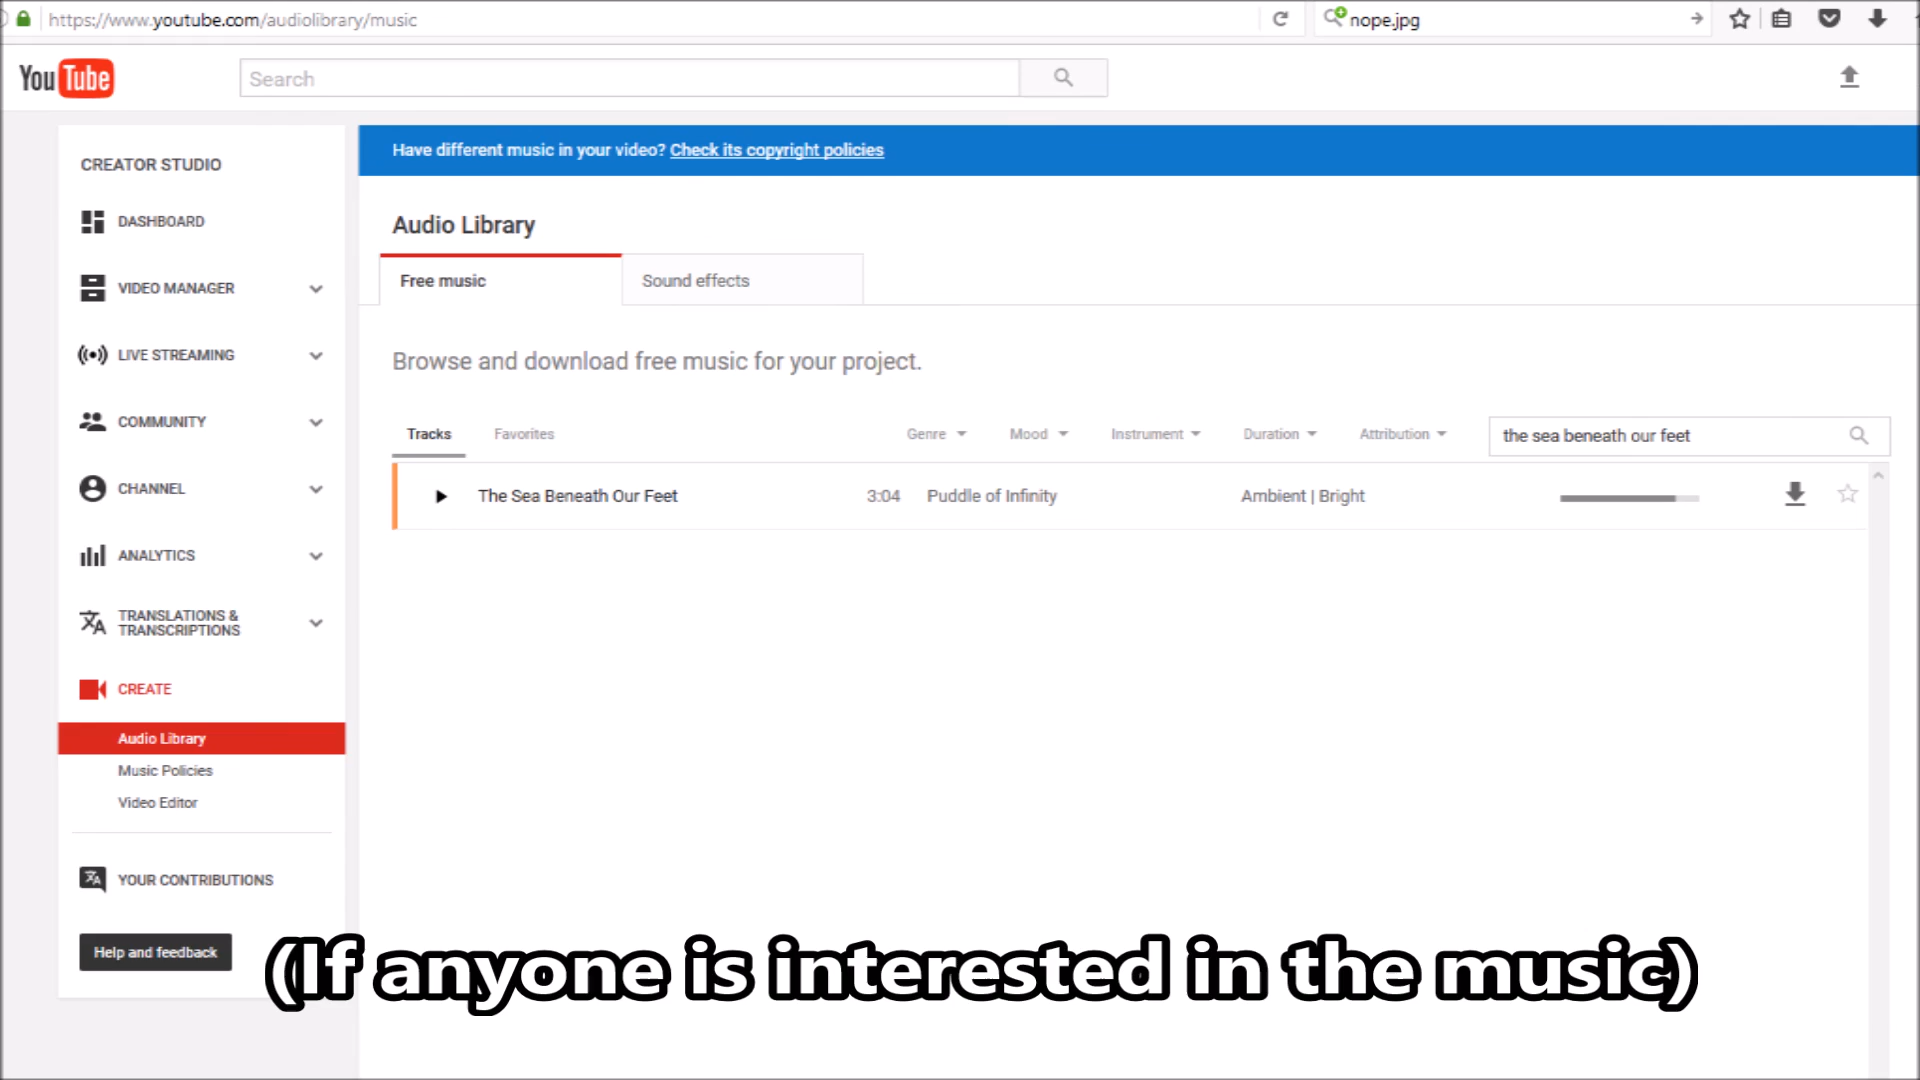 https://www.youtube.com/audiolibrary/music
nope.jpg
YouTube
Search
Have different music in your video? Check its copyright policies
CREATOR STUDIO
DASHBOARD
VIDEO MANAGER
LIVE STREAMING
COMMUNITY
CHANNEL
ANALYTICS
TRANSLATIONS &
TRANSCRIPTIONS
CREATE
Audio Library
Music Policies
Video Editor
YOUR CONTRIBUTIONS
Help and feedback
Audio Library
Free music
Sound effects
Browse and download free music for your project.
Tracks Favorites Genre Mood Instrument Duration Attribution the sea beneath our feet
The Sea Beneath Our Feet 3:04 Puddle of Infinity Ambient | Bright
(If anyone is interested in the music)